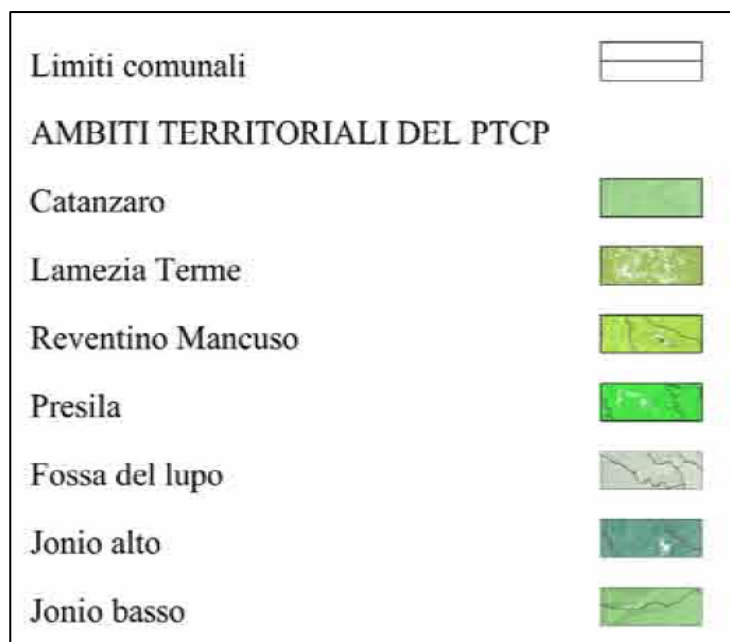 Limiti comunali
AMBITI TERRITORIALI DEL PTCP
Catanzaro
Lamezia Terme
Reventino Mancuso
Presila
Fossa del lupo
Jonio alto
Jonio basso